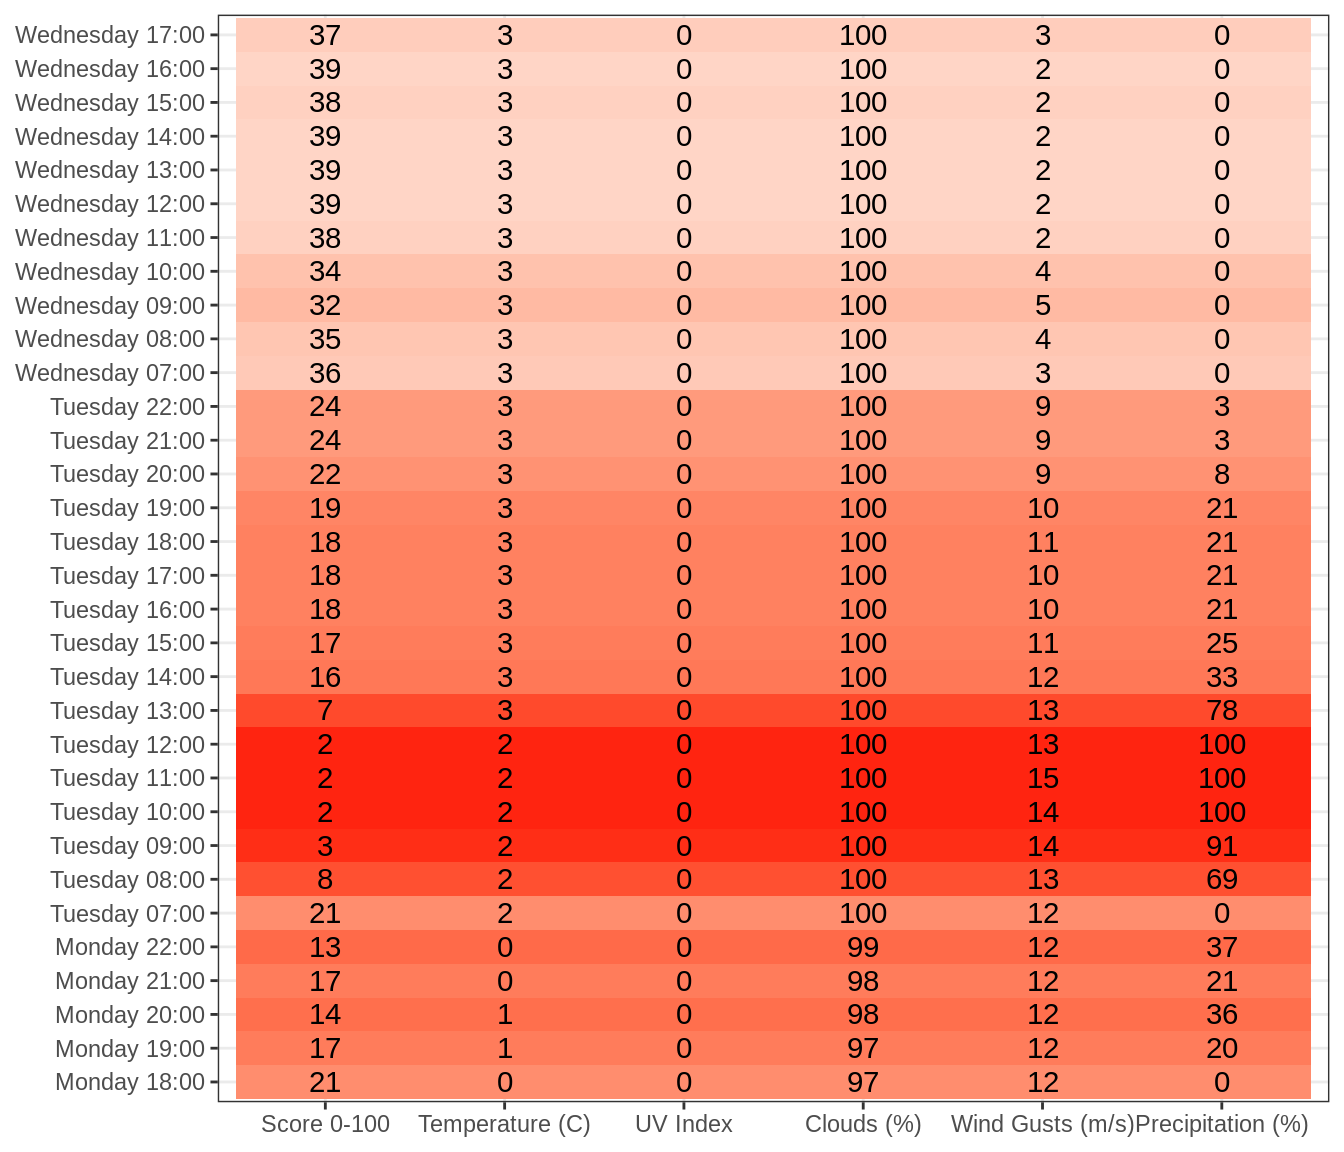 Wednesday 17:00 37 3 0 100 3 0
Wednesday 16:00 39 3 0 100 2 0
Wednesday 15:00 38 3 0 100 2 0
Wednesday 14:00 39 3 0 100 2 0
Wednesday 13:00 39 3 0 100 2 0
Wednesday 12:00 39 3 0 100 2 0
Wednesday 11:00 38 3 0 100 2 0
Wednesday 10:00 34 3 0 100 4 0
Wednesday 09:00 32 3 0 100 5 0
Wednesday 08:00 35 3 0 100 4 0
Wednesday 07:00 36 3 0 100 3 0
Tuesday 22:00 24 3 0 100 9 3
Tuesday 21:00 24 3 0 100 9 3
Tuesday 20:00 22 3 0 100 9 8
Tuesday 19:00 19 3 0 100 10 21
Tuesday 18:00 18 3 0 100 11 21
Tuesday 17:00 18 3 0 100 10 21
Tuesday 16:00 18 3 0 100 10 21
Tuesday 15:00 17 3 0 100 11 25
Tuesday 14:00 16 3 0 100 12 33
Tuesday 13:00 7 3 0 100 13 78
Tuesday 12:00 2 2 0 100 13 100
Tuesday 11:00 2 2 0 100 15 100
Tuesday 10:00 2 2 0 100 14 100
Tuesday 09:00 3 2 0 100 14 91
Tuesday 08:00 8 2 0 100 13 69
Tuesday 07:00 21 2 0 100 12 0
Monday 22:00 13 0 0 99 12 37
Monday 21:00 17 0 0 98 12 21
Monday 20:00 14 1 0 98 12 36
Monday 19:00 17 1 0 97 12 20
Monday 18:00 21 0 0 97 12 0
Score 0-100 Temperature (C) UV Index Clouds (%) Wind Gusts (m/s) Precipitation (%)